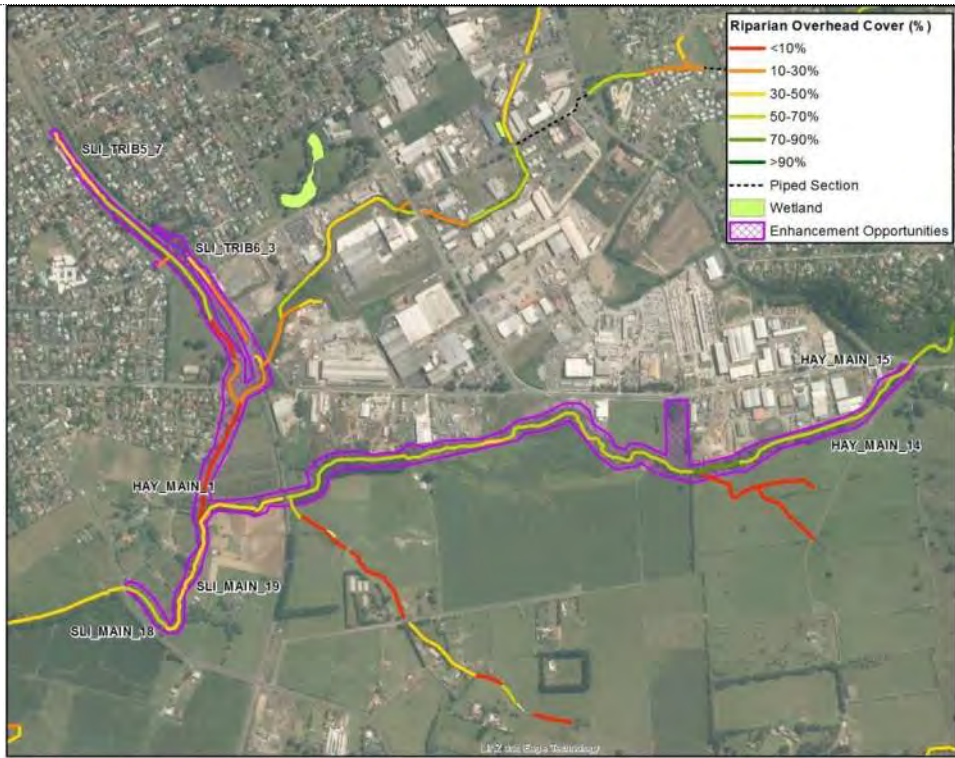 Riparian Overhead Cover (%)
<10%
10-30%
30-50%
50-70%
70-90%
>90%
Piped Section
Wetland
Enhancement Opportunities
SLI_TRIB5_7
SLI_TRIB6_3
HAY_MAIN_15
HAY_MAIN_14
HAY_MAIN_1
SLI_MAIN_19
SLI_MAIN_18